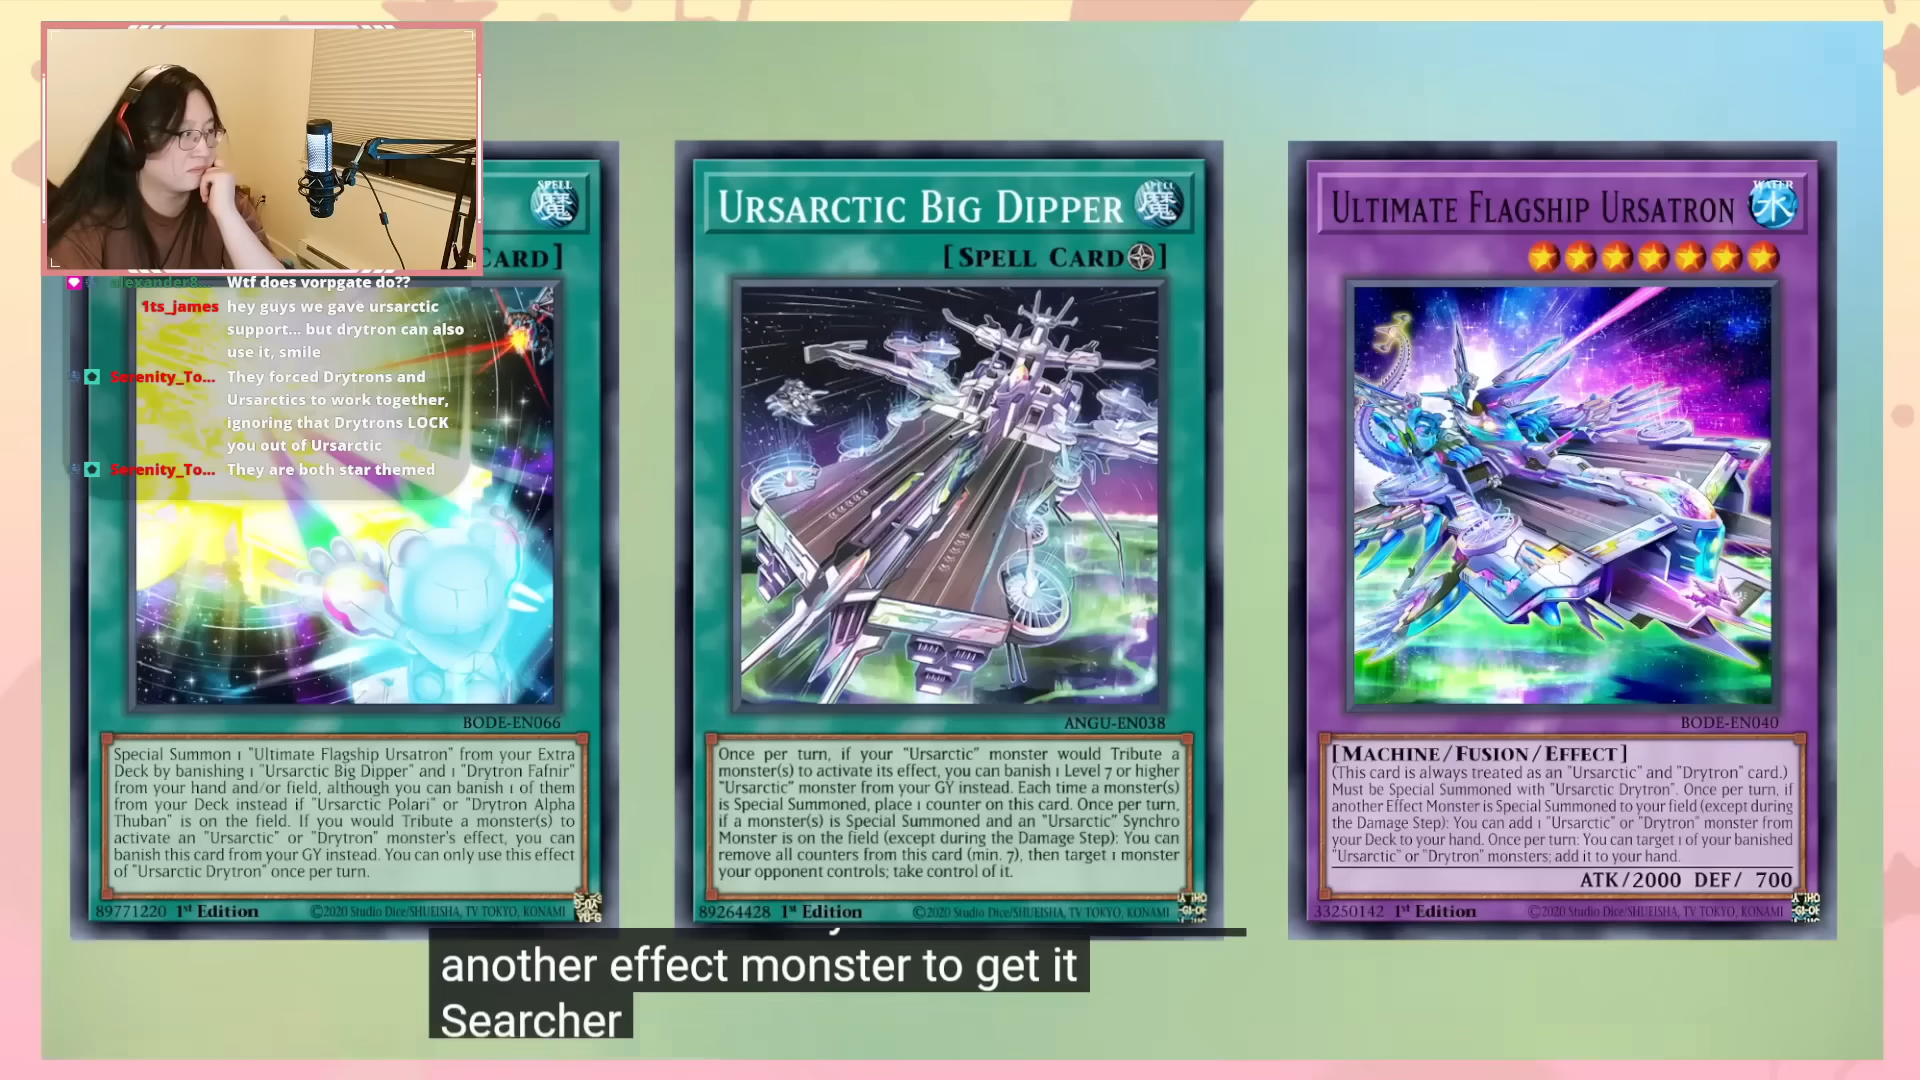 SPELL
魔
CARD]
alexander8... Wtf does vorpgate do??
1ts_james hey guys we gave ursarctic
support... but drytron can also
use it, smile
Serenity_To... They forced Drytrons and
Ursarctics to work together,
ignoring that Drytrons LOCK
you out of Ursarctic
Serenity_To... They are both star themed
BODE-EN066
Special Summon 1 "Ultimate Flagship Ursatron" from your Extra
Deck by banishing 1 "Ursarctic Big Dipper" and 1 "Drytron Fafnir"
from your hand and/or field, although you can banish 1 of them
from your Deck instead if "Ursarctic Polari" or "Drytron Alpha
Thuban" is on the field. If you would Tribute a monster(s) to
activate an "Ursarctic" or "Drytron" monster's effect, you can
banish this card from your GY instead. You can only use this effect
of "Ursarctic Drytron" once per turn.
89771220 1st Edition ©2020 Studio Dice/SHUEISHA, TV TOKYO, KONAMI
URSARCTIC BIG DIPPER
SPELL
魔
[SPELL CARD]
ANGU-EN038
Once per turn, if your "Ursarctic" monster would Tribute a
monster(s) to activate its effect, you can banish 1 Level 7 or higher
"Ursarctic" monster from your GY instead. Each time a monster(s)
is Special Summoned, place 1 counter on this card. Once per turn,
if a monster(s) is Special Summoned and an "Ursarctic" Synchro
Monster is on the field (except during the Damage Step): You can
remove all counters from this card (min. 7), then target 1 monster
your opponent controls; take control of it.
89264428 1st Edition ©2020 Studio Dice/SHUEISHA, TV TOKYO, KONAMI
ULTIMATE FLAGSHIP URSATRON
WATER
水
BODE-EN040
[MACHINE/FUSION/EFFECT]
(This card is always treated as an "Ursarctic" and "Drytron" card.)
Must be Special Summoned with "Ursarctic Drytron". Once per turn, if
another Effect Monster is Special Summoned to your field (except during
the Damage Step): You can add 1 "Ursarctic" or "Drytron" monster from
your Deck to your hand. Once per turn: You can target 1 of your banished
"Ursarctic" or "Drytron" monsters; add it to your hand.
ATK/2000 DEF/ 700
33250142 1st Edition ©2020 Studio Dice/SHUEISHA, TV TOKYO, KONAMI
another effect monster to get it
Searcher